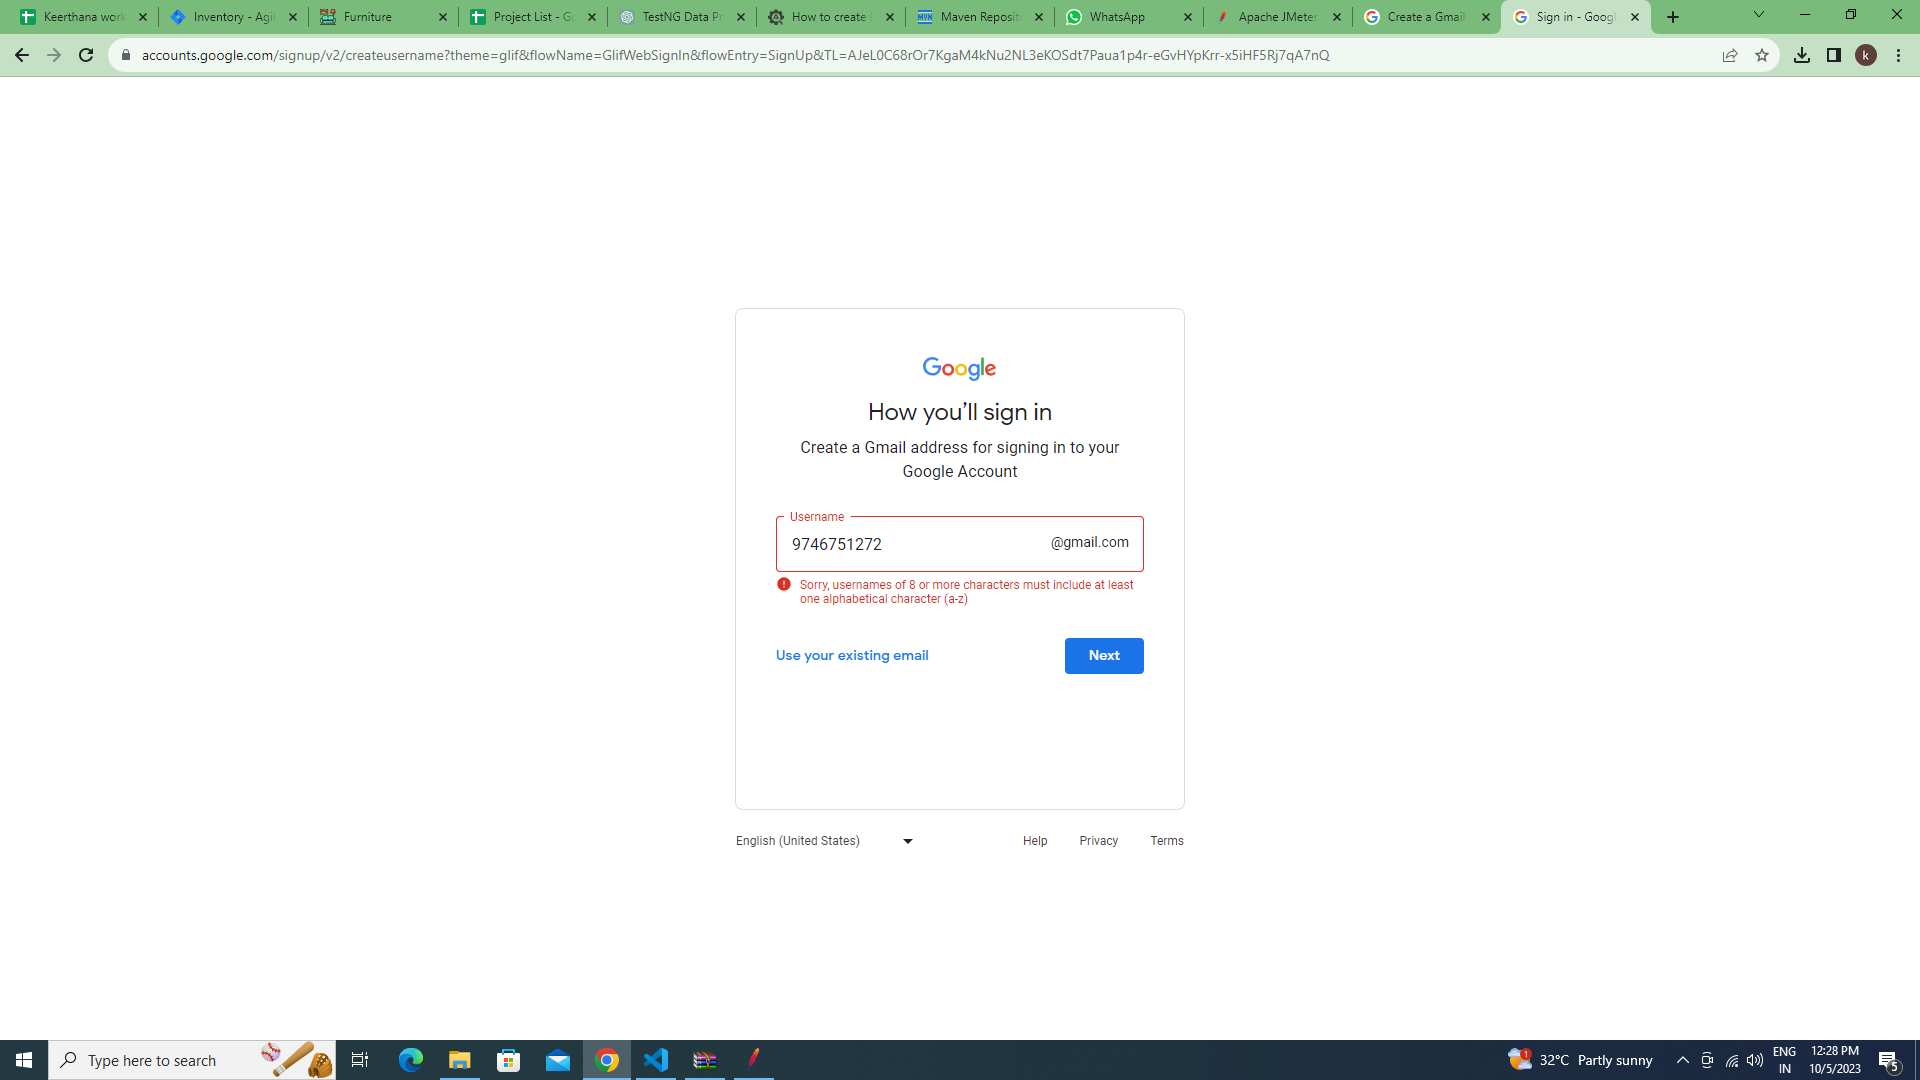 Keerthana work
Inventory - Agil
Furniture
Project List - Go
TestNG Data Pr
How to create
Maven Reposit
WhatsApp
Apache JMeter
Create a Gmail
Sign in - Googl
accounts.google.com/signup/v2/createusername?theme=glif&flowName=GlifWebSignIn&flowEntry=SignUp&TL=AJeL0C68rOr7KgaM4kNu2NL3eKOSdt7Paua1p4r-eGvHYpKrr-x5iHF5Rj7qA7nQ
k
Google
How you’ll sign in
Create a Gmail address for signing in to your
Google Account
Username
9746751272
@gmail.com
Sorry, usernames of 8 or more characters must include at least
one alphabetical character (a-z)
Use your existing email
Next
English (United States)
Help
Privacy
Terms
Type here to search
1
32°C Partly sunny
ENG
IN
12:28 PM
10/5/2023
5